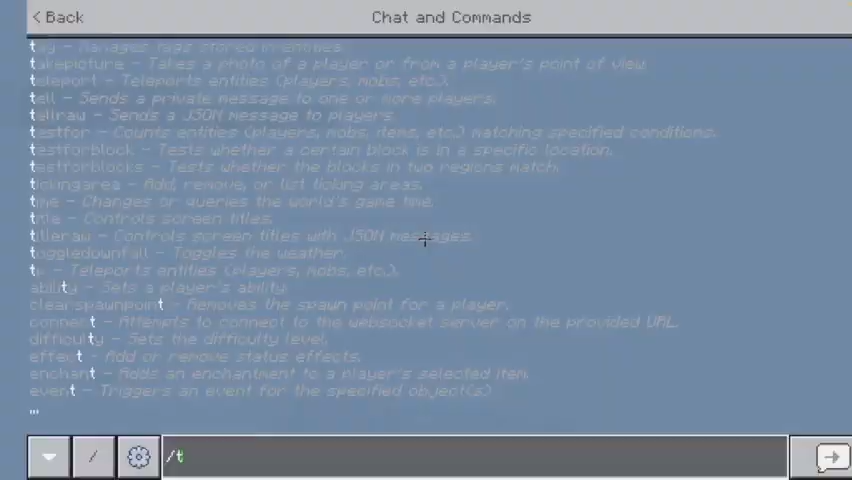 Back
Chat and Commands
tag - Manages tags stored in entities.
takepicture - Takes a photo of a player or from a player's point of view.
teleport - Teleports entities (players, mobs, etc.).
tell - Sends a private message to one or more players.
tellraw - Sends a JSON message to players.
testfor - Counts entities (players, mobs, items, etc.) matching specified conditions.
testforblock - Tests whether a certain block is in a specific location.
testforblocks - Tests whether the blocks in two regions match.
tickingarea - Add, remove, or list ticking areas.
time - Changes or queries the world's game time.
title - Controls screen titles.
titleraw - Controls screen titles with JSON messages.
toggledownfall - Toggles the weather.
tp - Teleports entities (players, mobs, etc.).
ability - Sets a player's ability.
clearspawnpoint - Removes the spawn point for a player.
connect - Attempts to connect to the websocket server on the provided URL.
difficulty - Sets the difficulty level.
effect - Add or remove status effects.
enchant - Adds an enchantment to a player's selected item.
event - Triggers an event for the specified object(s)
...
/
/t